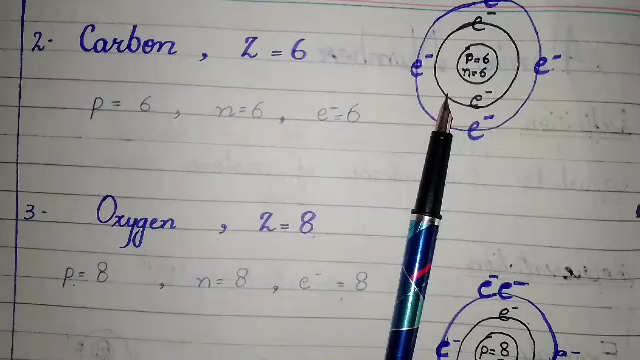 e⁻
e⁻
2- Carbon , Z = 6
p=6
n=6
e⁻ e⁻
e⁻
p = 6 , n=6 , e⁻=6
e⁻
3- Oxygen , Z = 8
p= 8 , n= 8 , e⁻ = 8
e⁻e⁻
e⁻
e⁻ p=8 e⁻